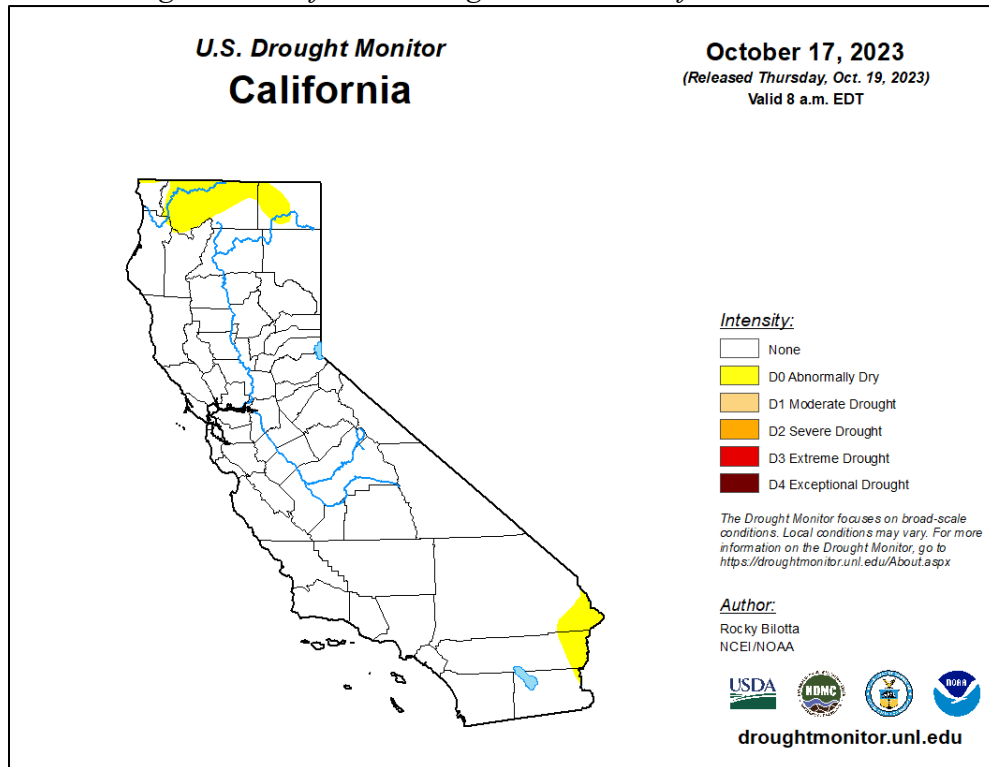 U.S. Drought Monitor
California
October 17, 2023
(Released Thursday, Oct. 19, 2023)
Valid 8 a.m. EDT
Intensity:
None
D0 Abnormally Dry
D1 Moderate Drought
D2 Severe Drought
D3 Extreme Drought
D4 Exceptional Drought
The Drought Monitor focuses on broad-scale
conditions. Local conditions may vary. For more
information on the Drought Monitor, go to
https://droughtmonitor.unl.edu/About.aspx
Author:
Rocky Bilotta
NCEI/NOAA
USDA
NDMC
NOAA
droughtmonitor.unl.edu